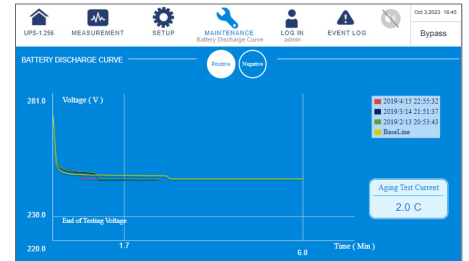 Oct 3,2023 16:45
UPS-1.256
MEASUREMENT
SETUP
MAINTENANCE
Battery Discharge Curve
LOG IN
admin
EVENT LOG
Bypass
BATTERY DISCHARGE CURVE
Positive
Negative
281.0
Voltage ( V )
2019/4/15 22:55:32
2019/3/14 21:51:37
2019/2/13 20:53:43
BaseLine
Aging Test Current
2.0 C
230.0
End of Testing Voltage
220.0
1.7
6.0
Time ( Min )